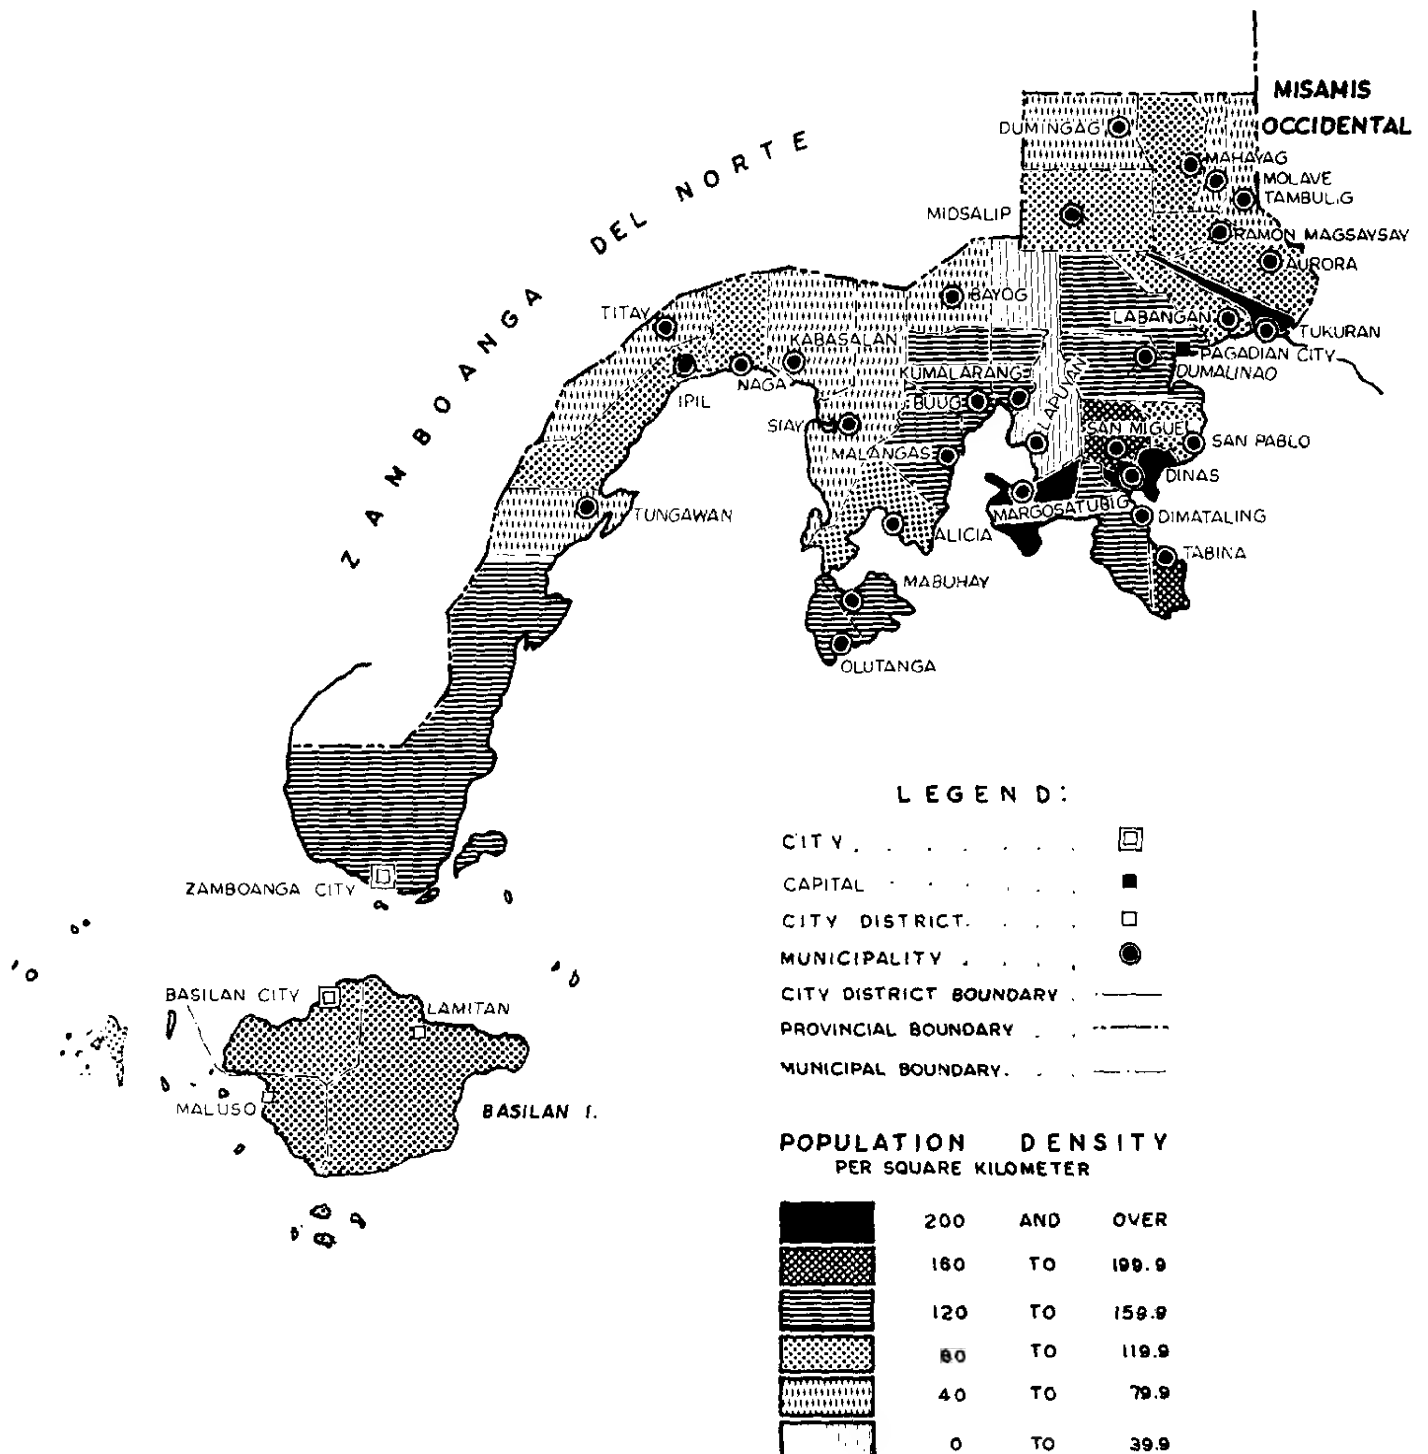 MISAMIS
OCCIDENTAL
ZAMBOANGA DEL NORTE
DUMINGAG
MAHAYAG
MOLAVE
TAMBULIG
MIDSALIP
RAMON MAGSAYSAY
AURORA
BAYOG
TITAY
LABANGAN
TUKURAN
KABASALAN
PAGADIAN CITY
DUMALINAO
KUMALARANG
NAGA
IPIL
BUUG
LAPUYAN
SIAY
SAN MIGUEL
SAN PABLO
MALANGAS
DINAS
MARGOSATUBIG
DIMATALING
TUNGAWAN
ALICIA
TABINA
MABUHAY
OLUTANGA
ZAMBOANGA CITY
BASILAN CITY
LAMITAN
MALUSO
BASILAN I.
LEGEND:
CITY
CAPITAL
CITY DISTRICT
MUNICIPALITY
CITY DISTRICT BOUNDARY
PROVINCIAL BOUNDARY
MUNICIPAL BOUNDARY
POPULATION DENSITY
PER SQUARE KILOMETER
200 AND OVER
160 TO 199.9
120 TO 159.9
80 TO 119.9
40 TO 79.9
0 TO 39.9